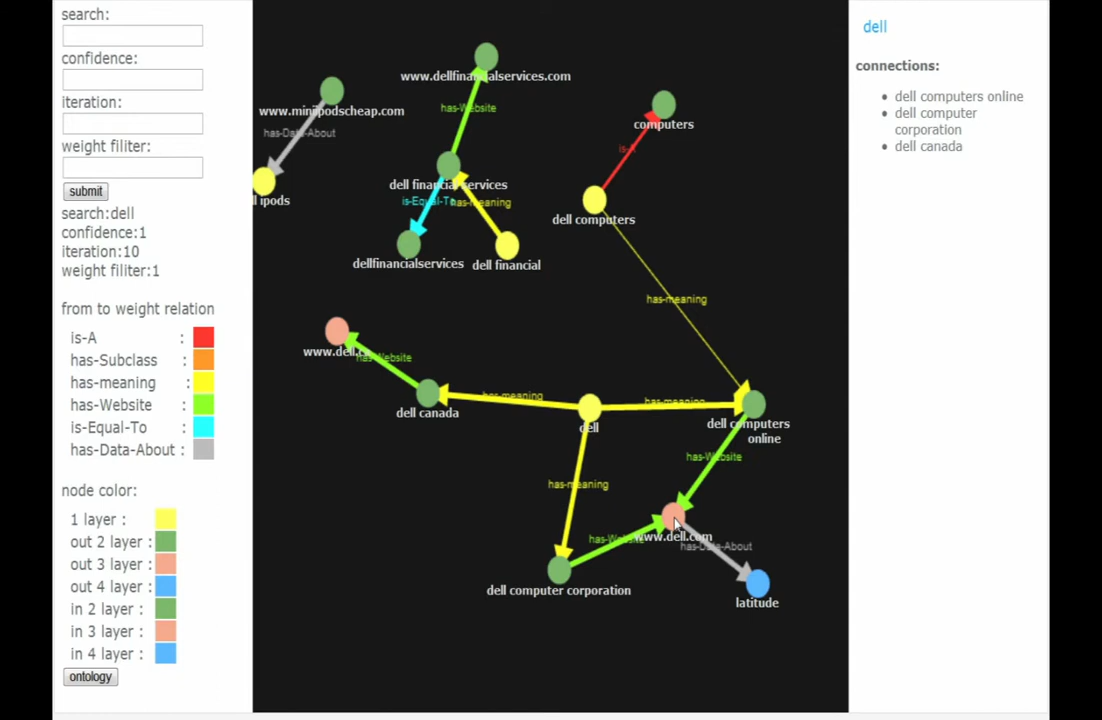 search:
confidence:
iteration:
weight filiter:
submit
search:dell
confidence:1
iteration:10
weight filiter:1
from to weight relation
is-A :
has-Subclass :
has-meaning :
has-Website :
is-Equal-To :
has-Data-About :
node color:
1 layer :
out 2 layer :
out 3 layer :
out 4 layer :
in 2 layer :
in 3 layer :
in 4 layer :
ontology
www.dellfinancialservices.com
www.miniipodscheap.com
has-Website
computers
has-Data-About
is-A
dell financial services
l ipods
is-Equal-To
has-meaning
dell computers
dellfinancialservices
dell financial
has-meaning
www.dell.
has-Website
has-meaning
has-meaning
dell canada
dell
dell computers
online
has-Website
has-meaning
has-Website
www.dell.com
has-Data-About
dell computer corporation
latitude
dell
connections:
dell computers online
dell computer
corporation
dell canada